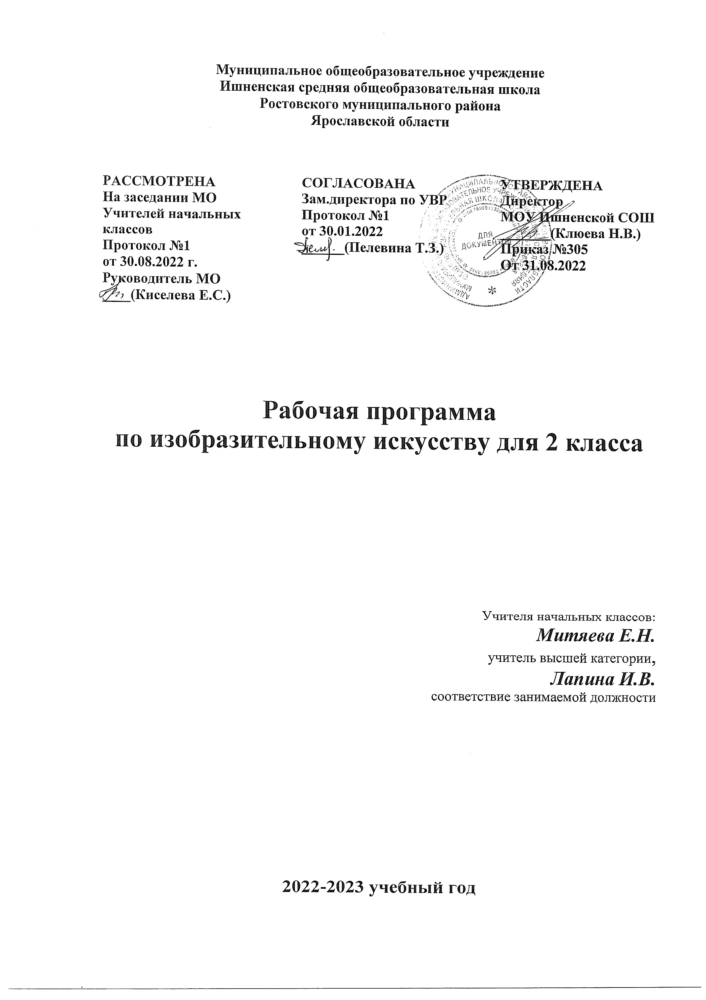 Муниципальное общеобразовательное учреждение
Ишненская средняя общеобразовательная школа
Ростовского муниципального района
Ярославской области
РАССМОТРЕНА
На заседании МО
Учителей начальных
классов
Протокол №1
от 30.08.2022 г.
Руководитель МО
_____(Киселева Е.С.)
СОГЛАСОВАНА
Зам.директора по УВР
Протокол №1
от 30.01.2022
______(Пелевина Т.З.)
УТВЕРЖДЕНА
Директор
МОУ Ишненской СОШ
_______(Клюева Н.В.)
Приказ №305
От 31.08.2022
ДЛЯ
ДОКУМЕНТОВ
Рабочая программа
по изобразительному искусству для 2 класса
Учителя начальных классов:
Митяева Е.Н.
учитель высшей категории,
Лапина И.В.
соответствие занимаемой должности
2022-2023 учебный год